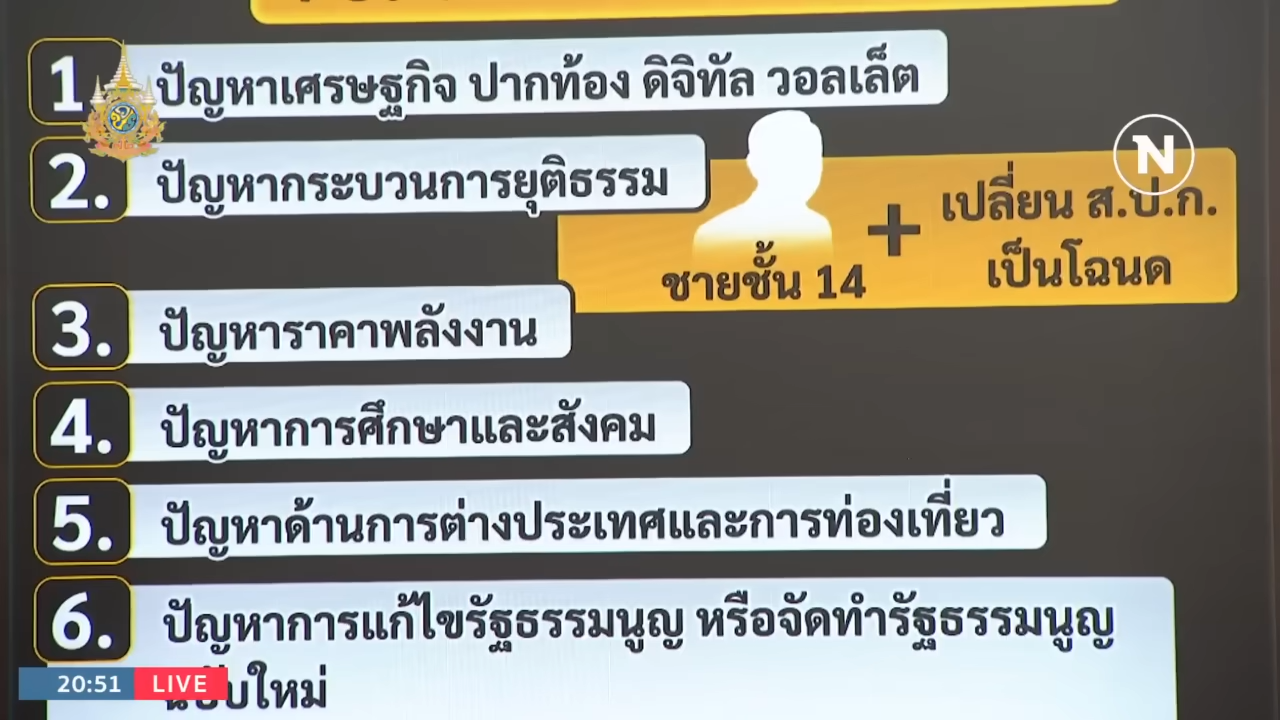 1. ปัญหาเศรษฐกิจ ปากท้อง ดิจิทัล วอลเล็ต
2. ปัญหากระบวนการยุติธรรม
ชายชั้น 14
+
เปลี่ยน ส.ป.ก.
เป็นโฉนด
N
3. ปัญหาราคาพลังงาน
4. ปัญหาการศึกษาและสังคม
5. ปัญหาด้านการต่างประเทศและการท่องเที่ยว
6. ปัญหาการแก้ไขรัฐธรรมนูญ หรือจัดทำรัฐธรรมนูญ
ฉบับใหม่
20:51 LIVE